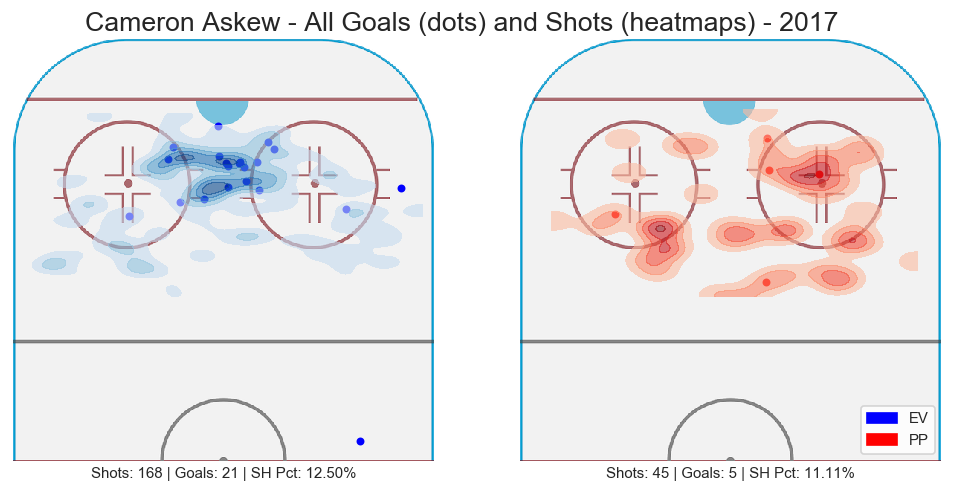 Cameron Askew - All Goals (dots) and Shots (heatmaps) - 2017
EV
PP
Shots: 168 | Goals: 21 | SH Pct: 12.50%
Shots: 45 | Goals: 5 | SH Pct: 11.11%